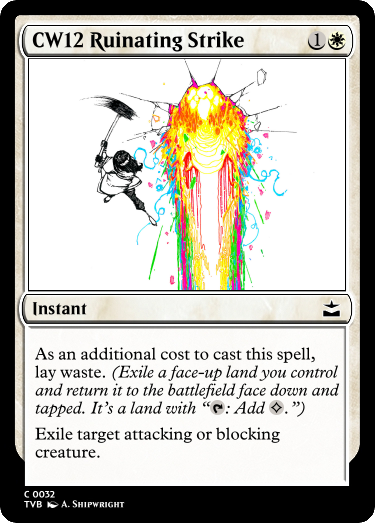 CW12 Ruinating Strike
1
Instant
As an additional cost to cast this spell,
lay waste. (Exile a face-up land you control
and return it to the battlefield face down and
tapped. It's a land with “: Add .”)
Exile target attacking or blocking
creature.
C 0032
TVB A. Shipwright